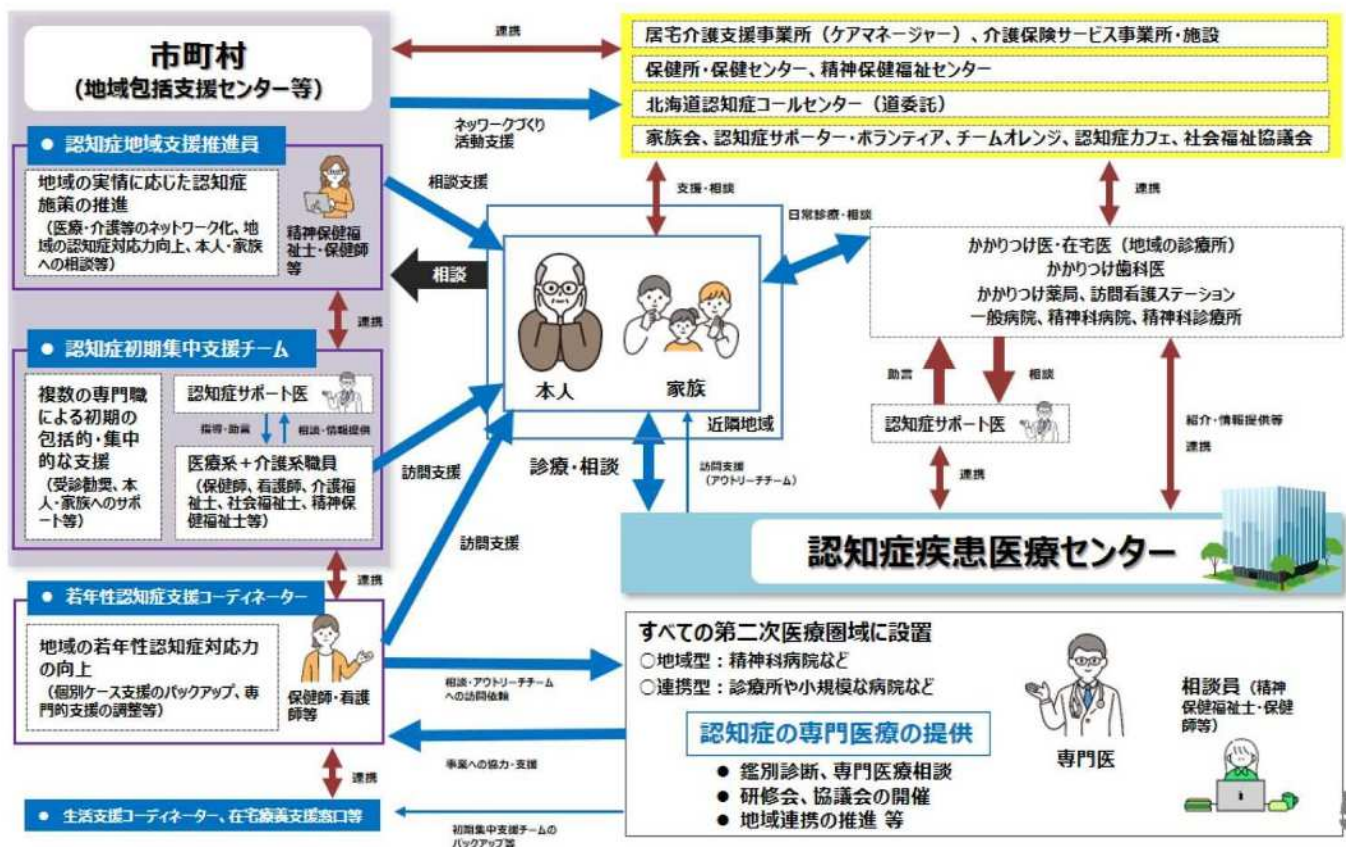 市町村
(地域包括支援センター等)
● 認知症地域支援推進員
地域の実情に応じた認知症
施策の推進
（医療・介護等のネットワーク化、地
域の認知症対応力向上、本人・家族
への相談等）
精神保健福
祉士・保健師
等
連携
● 認知症初期集中支援チーム
複数の専門職
による初期の
包括的・集中
的な支援
（受診勧奨、本
人・家族へのサポ
ート等）
認知症サポート医
指導・助言
相談・情報提供
医療系＋介護系職員
（保健師、看護師、介護福
祉士、社会福祉士、精神保
健福祉士等）
連携
● 若年性認知症支援コーディネーター
地域の若年性認知症対応力
の向上
（個別ケース支援のバックアップ、専
門的支援の調整等）
保健師・看護
師等
連携
● 生活支援コーディネーター、在宅療養支援窓口等
連携
ネッワークづくり
活動支援
相談支援
相談
訪問支援
訪問支援
居宅介護支援事業所（ケアマネージャー）、介護保険サービス事業所・施設
保健所・保健センター、精神保健福祉センター
北海道認知症コールセンター（道委託）
家族会、認知症サポーター・ボランティア、チームオレンジ、認知症カフェ、社会福祉協議会
支援・相談
連携
日常診療・相談
本人
家族
近隣地域
かかりつけ医・在宅医（地域の診療所）
かかりつけ歯科医
かかりつけ薬局、訪問看護ステーション
一般病院、精神科病院、精神科診療所
助言
相談
認知症サポート医
紹介・情報提供等
連携
連携
診療・相談
訪問支援
（アウトリーチチーム）
認知症疾患医療センター
相談・アウトリーチチーム
への訪問依頼
事業への協力・支援
初期集中支援チームの
バックアップ等
すべての第二次医療圏域に設置
○地域型：精神科病院など
○連携型：診療所や小規模な病院など
認知症の専門医療の提供
● 鑑別診断、専門医療相談
● 研修会、協議会の開催
● 地域連携の推進 等
専門医
相談員（精神
保健福祉士・保健
師等）